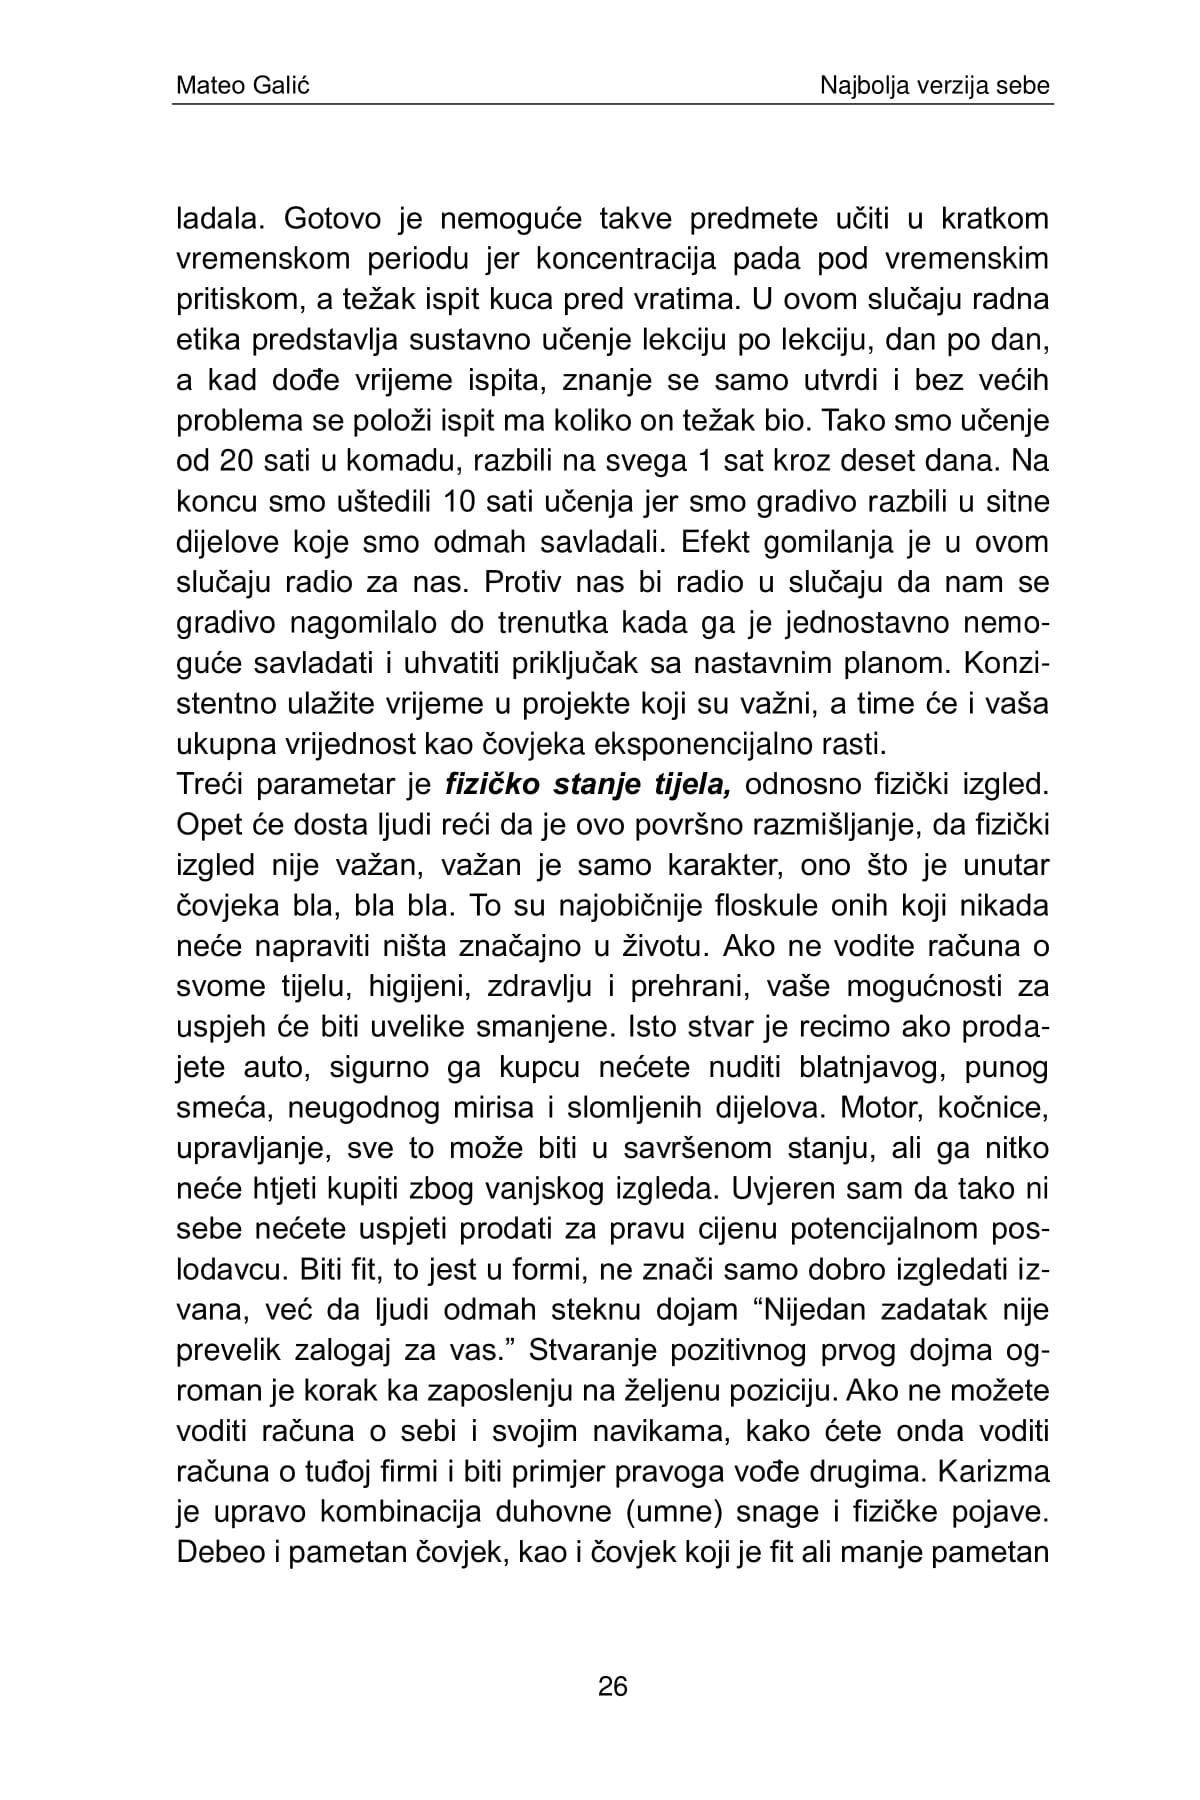 Mateo Galić Najbolja verzija sebe
ladala. Gotovo je nemoguće takve predmete učiti u kratkom
vremenskom periodu jer koncentracija pada pod vremenskim
pritiskom, a težak ispit kuca pred vratima. U ovom slučaju radna
etika predstavlja sustavno učenje lekciju po lekciju, dan po dan,
a kad dođe vrijeme ispita, znanje se samo utvrdi i bez većih
problema se položi ispit ma koliko on težak bio. Tako smo učenje
od 20 sati u komadu, razbili na svega 1 sat kroz deset dana. Na
koncu smo uštedili 10 sati učenja jer smo gradivo razbili u sitne
dijelove koje smo odmah savladali. Efekt gomilanja je u ovom
slučaju radio za nas. Protiv nas bi radio u slučaju da nam se
gradivo nagomilalo do trenutka kada ga je jednostavno nemo-
guće savladati i uhvatiti priključak sa nastavnim planom. Konzi-
stentno ulažite vrijeme u projekte koji su važni, a time će i vaša
ukupna vrijednost kao čovjeka eksponencijalno rasti.
Treći parametar je fizičko stanje tijela, odnosno fizički izgled.
Opet će dosta ljudi reći da je ovo površno razmišljanje, da fizički
izgled nije važan, važan je samo karakter, ono što je unutar
čovjeka bla, bla bla. To su najobičnije floskule onih koji nikada
neće napraviti ništa značajno u životu. Ako ne vodite računa o
svome tijelu, higijeni, zdravlju i prehrani, vaše mogućnosti za
uspjeh će biti uvelike smanjene. Isto stvar je recimo ako proda-
jete auto, sigurno ga kupcu nećete nuditi blatnjavog, punog
smeća, neugodnog mirisa i slomljenih dijelova. Motor, kočnice,
upravljanje, sve to može biti u savršenom stanju, ali ga nitko
neće htjeti kupiti zbog vanjskog izgleda. Uvjeren sam da tako ni
sebe nećete uspjeti prodati za pravu cijenu potencijalnom pos-
lodavcu. Biti fit, to jest u formi, ne znači samo dobro izgledati iz-
vana, već da ljudi odmah steknu dojam “Nijedan zadatak nije
prevelik zalogaj za vas.” Stvaranje pozitivnog prvog dojma og-
roman je korak ka zaposlenju na željenu poziciju. Ako ne možete
voditi računa o sebi i svojim navikama, kako ćete onda voditi
računa o tuđoj firmi i biti primjer pravoga vođe drugima. Karizma
je upravo kombinacija duhovne (umne) snage i fizičke pojave.
Debeo i pametan čovjek, kao i čovjek koji je fit ali manje pametan
26